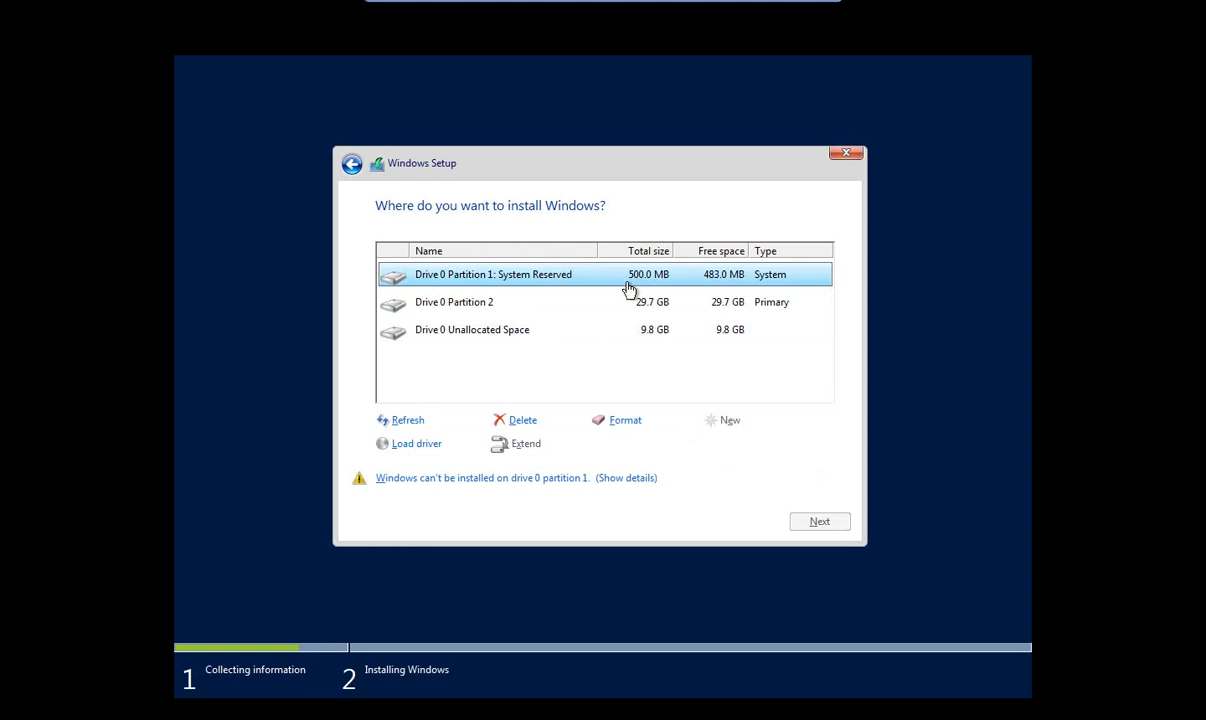 Windows Setup
Where do you want to install Windows?
Name Total size Free space Type
Drive 0 Partition 1: System Reserved 500.0 MB 483.0 MB System
Drive 0 Partition 2 29.7 GB 29.7 GB Primary
Drive 0 Unallocated Space 9.8 GB 9.8 GB
Refresh Delete Format New
Load driver Extend
Windows can't be installed on drive 0 partition 1. (Show details)
Next
1 Collecting information 2 Installing Windows